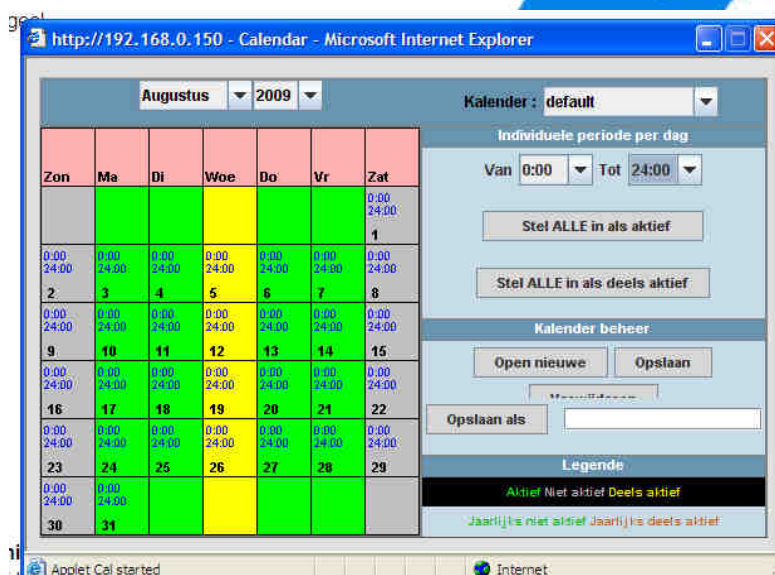 http://192.168.0.150 - Calendar - Microsoft Internet Explorer
Augustus 2009
Kalender : default
Individuele periode per dag
Zon Ma Di Woe Do Vr Zat
Van 0:00 Tot 24:00
0:00
24:00
1
Stel ALLE in als aktief
0:00 0:00 0:00 0:00 0:00 0:00 0:00
24:00 24:00 24:00 24:00 24:00 24:00 24:00
2 3 4 5 6 7 8
Stel ALLE in als deels aktief
0:00 0:00 0:00 0:00 0:00 0:00 0:00
24:00 24:00 24:00 24:00 24:00 24:00 24:00
9 10 11 12 13 14 15
Kalender beheer
0:00 0:00 0:00 0:00 0:00 0:00 0:00
24:00 24:00 24:00 24:00 24:00 24:00 24:00
16 17 18 19 20 21 22
Open nieuwe Opslaan
Opslaan als
0:00 0:00 0:00 0:00 0:00 0:00 0:00
24:00 24:00 24:00 24:00 24:00 24:00 24:00
23 24 25 26 27 28 29
Legende
0:00 0:00
24:00 24:00
30 31
Aktief Niet aktief Deels aktief
Jaarlijks niet aktief Jaarlijks deels aktief
Applet Cal started
Internet